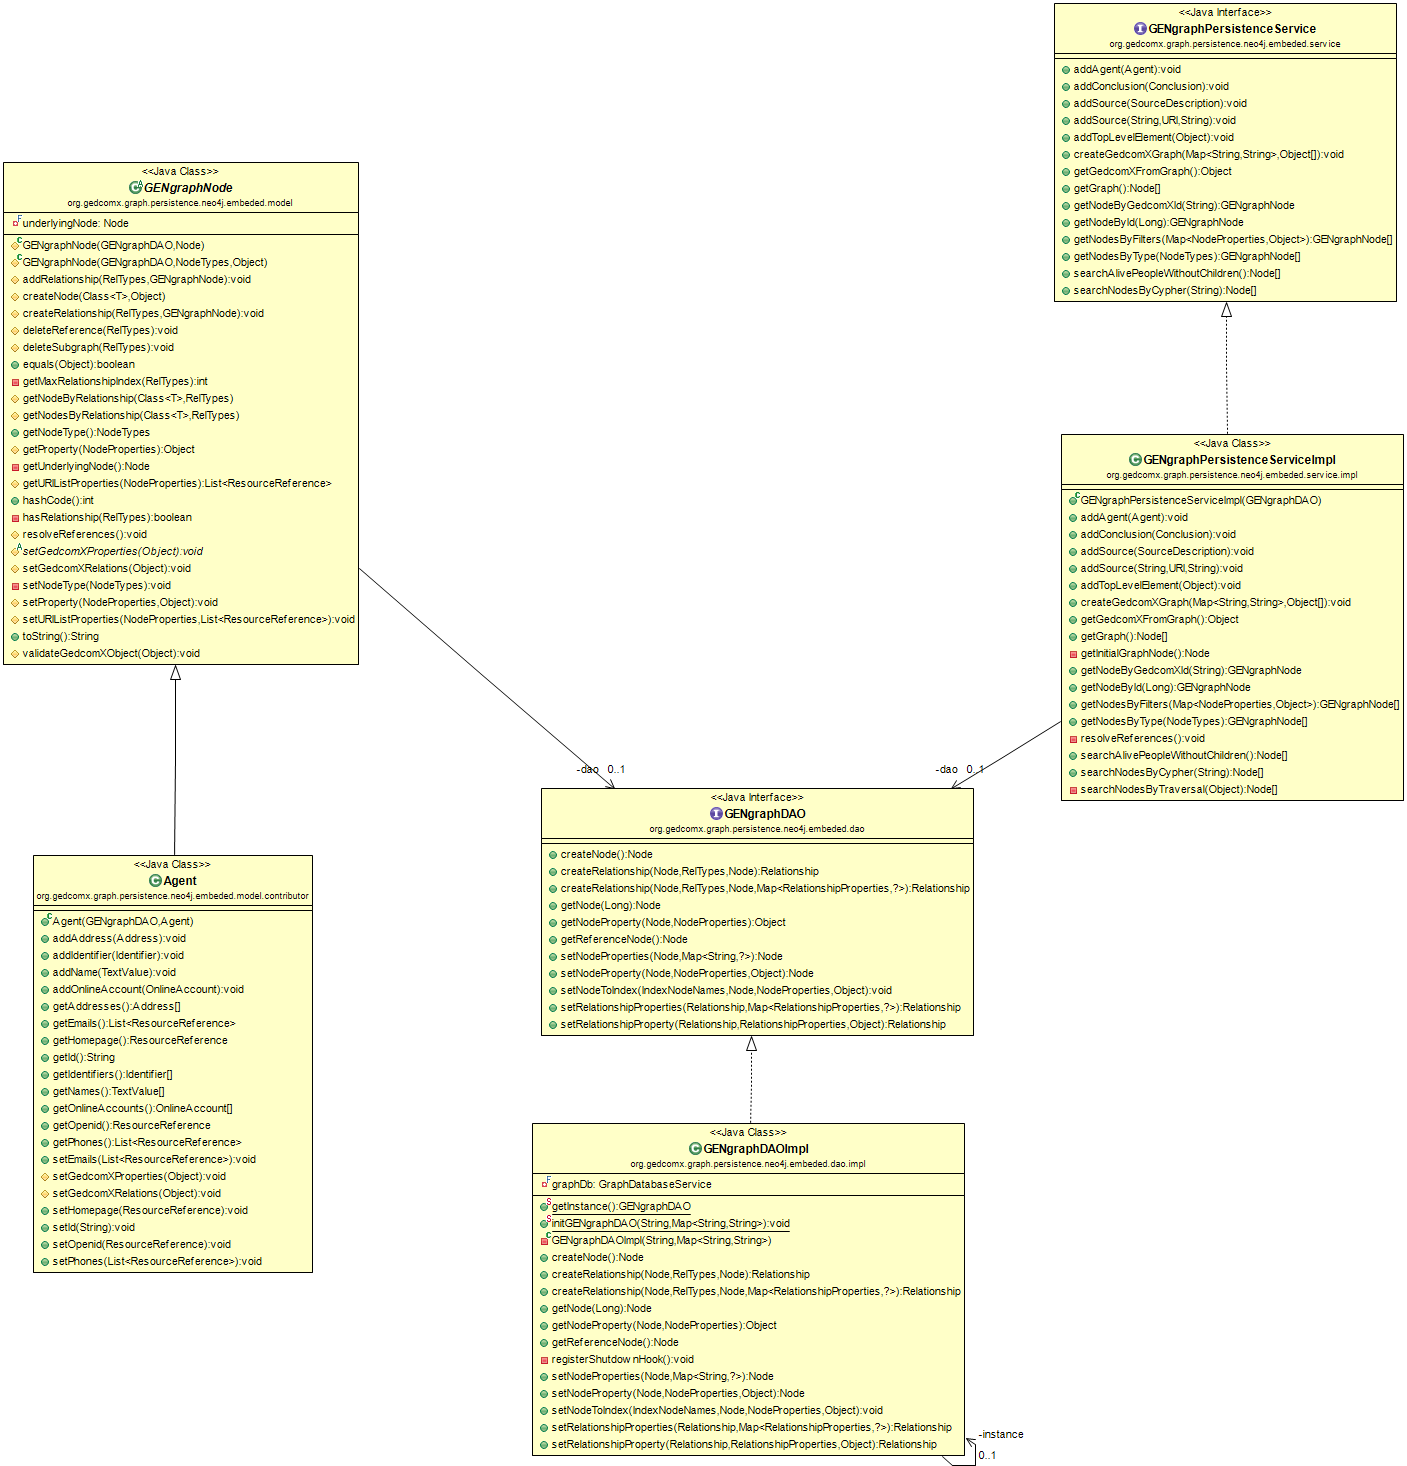 <<Java Interface>>
GENgraphPersistenceService
org.gedcomx.graph.persistence.neo4j.embeded.service
addAgent(Agent):void
addConclusion(Conclusion):void
addSource(SourceDescription):void
addSource(String,URI,String):void
addTopLevelElement(Object):void
createGedcomXGraph(Map<String,String>,Object[]):void
getGedcomXFromGraph():Object
getGraph():Node[]
getNodeByGedcomXId(String):GENgraphNode
getNodeById(Long):GENgraphNode
getNodesByFilters(Map<NodeProperties,Object>):GENgraphNode[]
getNodesByType(NodeTypes):GENgraphNode[]
searchAlivePeopleWithoutChildren():Node[]
searchNodesByCypher(String):Node[]
<<Java Class>>
GENgraphNode
org.gedcomx.graph.persistence.neo4j.embeded.model
underlyingNode: Node
GENgraphNode(GENgraphDAO,Node)
GENgraphNode(GENgraphDAO,NodeTypes,Object)
addRelationship(RelTypes,GENgraphNode):void
createNode(Class<T>,Object)
createRelationship(RelTypes,GENgraphNode):void
deleteReference(RelTypes):void
deleteSubgraph(RelTypes):void
equals(Object):boolean
getMaxRelationshipIndex(RelTypes):int
getNodeByRelationship(Class<T>,RelTypes)
getNodesByRelationship(Class<T>,RelTypes)
getNodeType():NodeTypes
getProperty(NodeProperties):Object
getUnderlyingNode():Node
getURIListProperties(NodeProperties):List<ResourceReference>
hashCode():int
hasRelationship(RelTypes):boolean
resolveReferences():void
setGedcomXProperties(Object):void
setGedcomXRelations(Object):void
setNodeType(NodeTypes):void
setProperty(NodeProperties,Object):void
setURIListProperties(NodeProperties,List<ResourceReference>):void
toString():String
validateGedcomXObject(Object):void
<<Java Class>>
GENgraphPersistenceServiceImpl
org.gedcomx.graph.persistence.neo4j.embeded.service.impl
GENgraphPersistenceServiceImpl(GENgraphDAO)
addAgent(Agent):void
addConclusion(Conclusion):void
addSource(SourceDescription):void
addSource(String,URI,String):void
addTopLevelElement(Object):void
createGedcomXGraph(Map<String,String>,Object[]):void
getGedcomXFromGraph():Object
getGraph():Node[]
getInitialGraphNode():Node
getNodeByGedcomXId(String):GENgraphNode
getNodeById(Long):GENgraphNode
getNodesByFilters(Map<NodeProperties,Object>):GENgraphNode[]
getNodesByType(NodeTypes):GENgraphNode[]
resolveReferences():void
searchAlivePeopleWithoutChildren():Node[]
searchNodesByCypher(String):Node[]
searchNodesByTraversal(Object):Node[]
-dao 0..1
-dao 0..1
<<Java Interface>>
GENgraphDAO
org.gedcomx.graph.persistence.neo4j.embeded.dao
createNode():Node
createRelationship(Node,RelTypes,Node):Relationship
createRelationship(Node,RelTypes,Node,Map<RelationshipProperties,?>):Relationship
getNode(Long):Node
getNodeProperty(Node,NodeProperties):Object
getReferenceNode():Node
setNodeProperties(Node,Map<String,?>):Node
setNodeProperty(Node,NodeProperties,Object):Node
setNodeToIndex(IndexNodeNames,Node,NodeProperties,Object):void
setRelationshipProperties(Relationship,Map<RelationshipProperties,?>):Relationship
setRelationshipProperty(Relationship,RelationshipProperties,Object):Relationship
<<Java Class>>
Agent
org.gedcomx.graph.persistence.neo4j.embeded.model.contributor
Agent(GENgraphDAO,Agent)
addAddress(Address):void
addIdentifier(Identifier):void
addName(TextValue):void
addOnlineAccount(OnlineAccount):void
getAddresses():Address[]
getEmails():List<ResourceReference>
getHomepage():ResourceReference
getId():String
getIdentifiers():Identifier[]
getNames():TextValue[]
getOnlineAccounts():OnlineAccount[]
getOpenid():ResourceReference
getPhones():List<ResourceReference>
setEmails(List<ResourceReference>):void
setGedcomXProperties(Object):void
setGedcomXRelations(Object):void
setHomepage(ResourceReference):void
setId(String):void
setOpenid(ResourceReference):void
setPhones(List<ResourceReference>):void
<<Java Class>>
GENgraphDAOImpl
org.gedcomx.graph.persistence.neo4j.embeded.dao.impl
graphDb: GraphDatabaseService
getInstance():GENgraphDAO
initGENgraphDAO(String,Map<String,String>):void
GENgraphDAOImpl(String,Map<String,String>)
createNode():Node
createRelationship(Node,RelTypes,Node):Relationship
createRelationship(Node,RelTypes,Node,Map<RelationshipProperties,?>):Relationship
getNode(Long):Node
getNodeProperty(Node,NodeProperties):Object
getReferenceNode():Node
registerShutdownHook():void
setNodeProperties(Node,Map<String,?>):Node
setNodeProperty(Node,NodeProperties,Object):Node
setNodeToIndex(IndexNodeNames,Node,NodeProperties,Object):void
setRelationshipProperties(Relationship,Map<RelationshipProperties,?>):Relationship
setRelationshipProperty(Relationship,RelationshipProperties,Object):Relationship
-instance
0..1